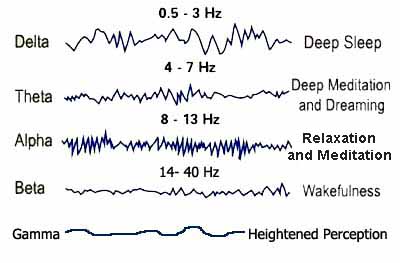 0.5 - 3 Hz
Delta Deep Sleep
4 - 7 Hz
Theta Deep Meditation
and Dreaming
8 - 13 Hz
Alpha Relaxation
and Meditation
14- 40 Hz
Beta Wakefulness
Gamma Heightened Perception